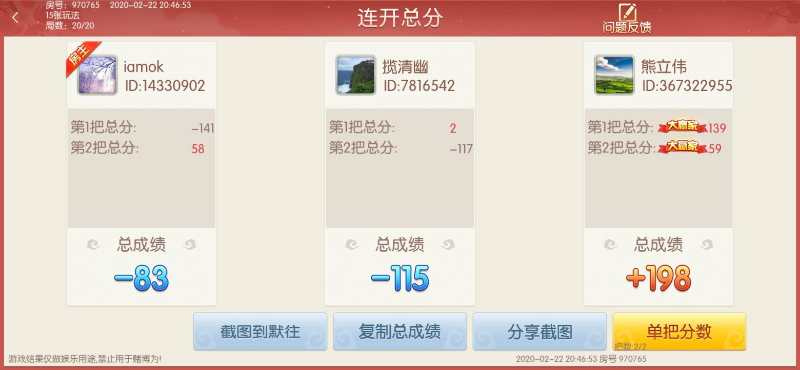 房号：970765 2020-02-22 20:46:53
15张玩法
局数：20/20
连开总分
问题反馈
房主
iamok
ID:14330902
揽清幽
ID:7816542
熊立伟
ID:367322955
第1把总分: -141
第2把总分: 58
第1把总分: 2
第2把总分: -117
第1把总分: 大赢家 139
第2把总分: 大赢家 59
总成绩
-83
总成绩
-115
总成绩
+198
截图到默往
复制总成绩
分享截图
单把分数
把数:2/2
游戏结果仅做娱乐用途,禁止用于赌博为!
2020-02-22 20:46:53 房号 970765